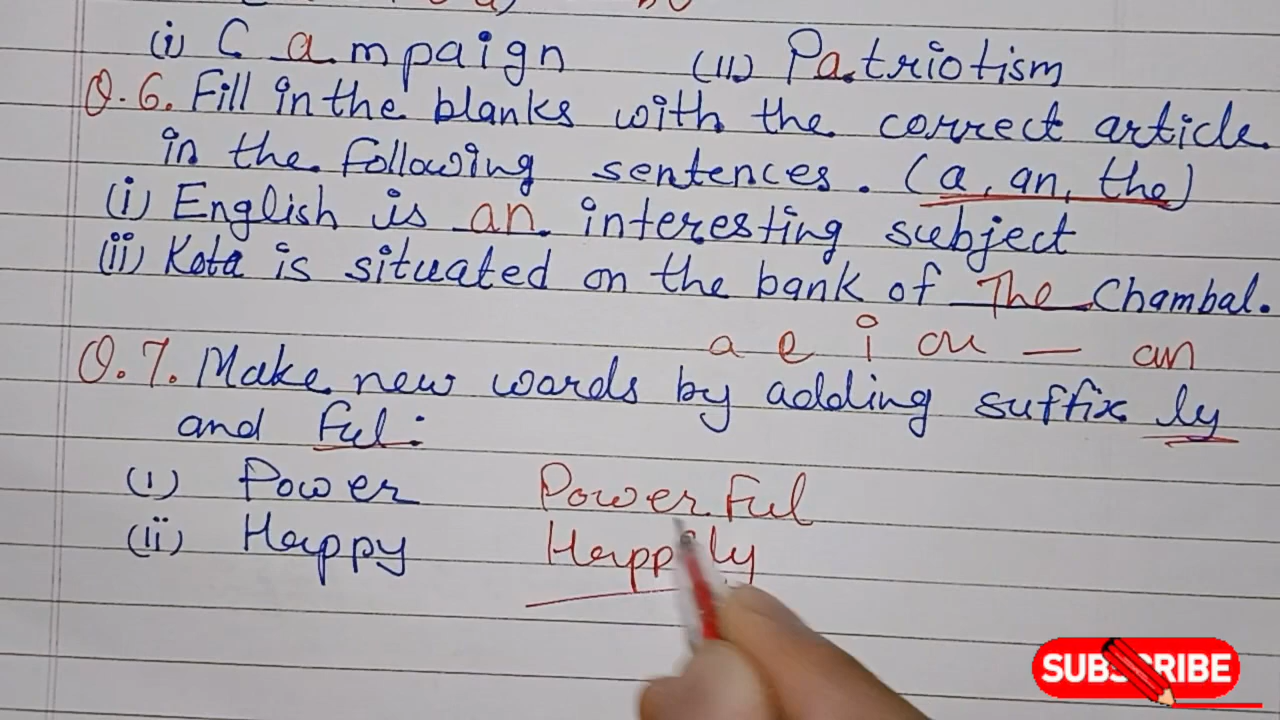 (i) Campaign (ii) Patriotism
Q.6. Fill in the blanks with the correct article
in the following sentences. (a, an, the)
(i) English is an interesting subject
(ii) Kota is situated on the bank of The Chambal.
a e i o u — an
Q.7. Make new words by adding suffix ly
and ful:
(i) Power Powerful
(ii) Happy Happily
SUBSCRIBE